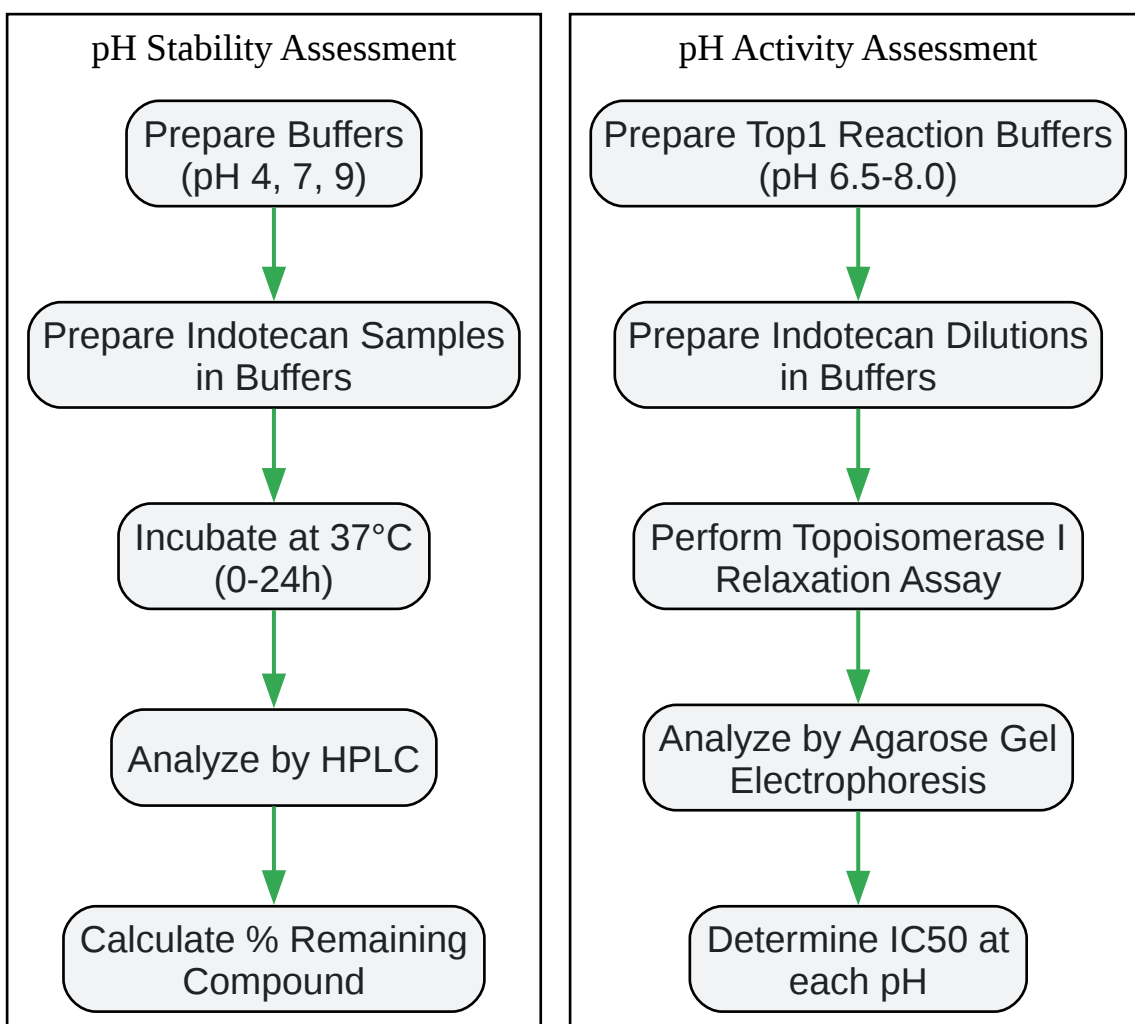 pH Stability Assessment
Prepare Buffers
(pH 4, 7, 9)
Prepare Indotecan Samples
in Buffers
Incubate at 37°C
(0-24h)
Analyze by HPLC
Calculate % Remaining
Compound
pH Activity Assessment
Prepare Top1 Reaction Buffers
(pH 6.5-8.0)
Prepare Indotecan Dilutions
in Buffers
Perform Topoisomerase I
Relaxation Assay
Analyze by Agarose Gel
Electrophoresis
Determine IC50 at
each pH